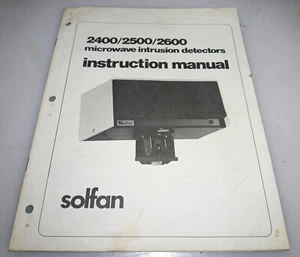 2400/2500/2600
microwave intrusion detectors
instruction manual
solfan